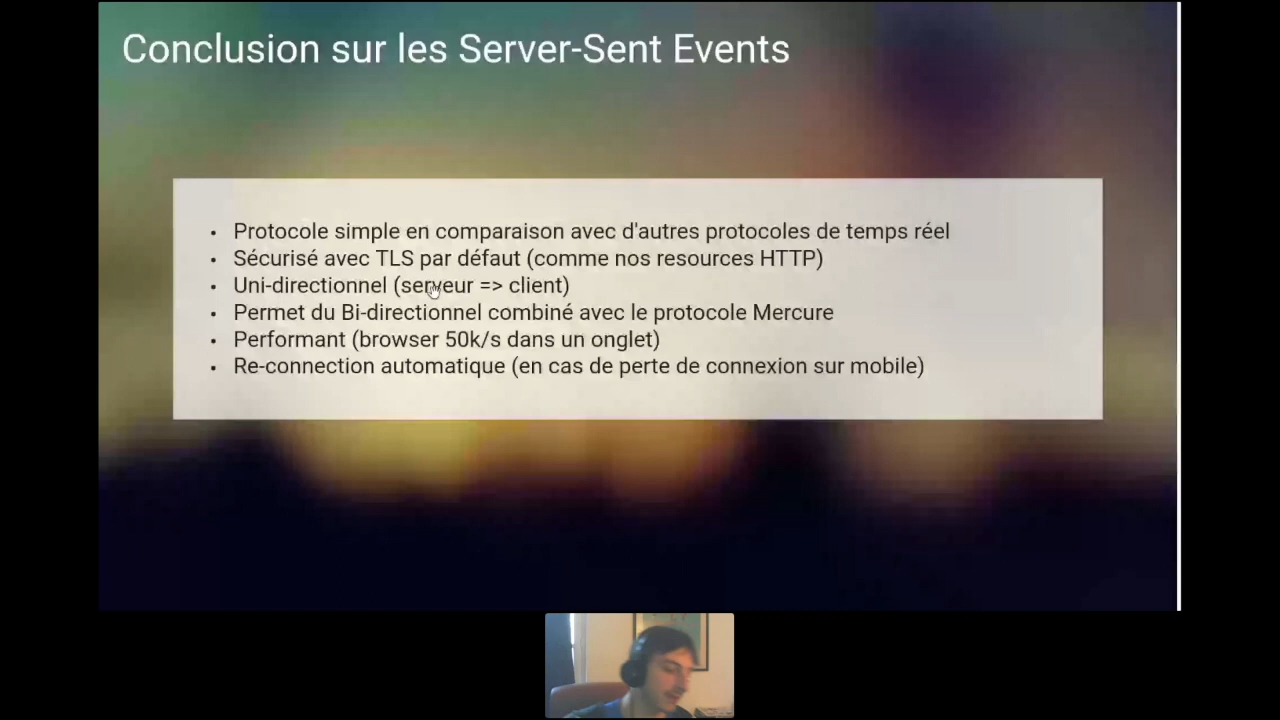 Conclusion sur les Server-Sent Events
• Protocole simple en comparaison avec d'autres protocoles de temps réel
• Sécurisé avec TLS par défaut (comme nos resources HTTP)
• Uni-directionnel (serveur => client)
• Permet du Bi-directionnel combiné avec le protocole Mercure
• Performant (browser 50k/s dans un onglet)
• Re-connection automatique (en cas de perte de connexion sur mobile)